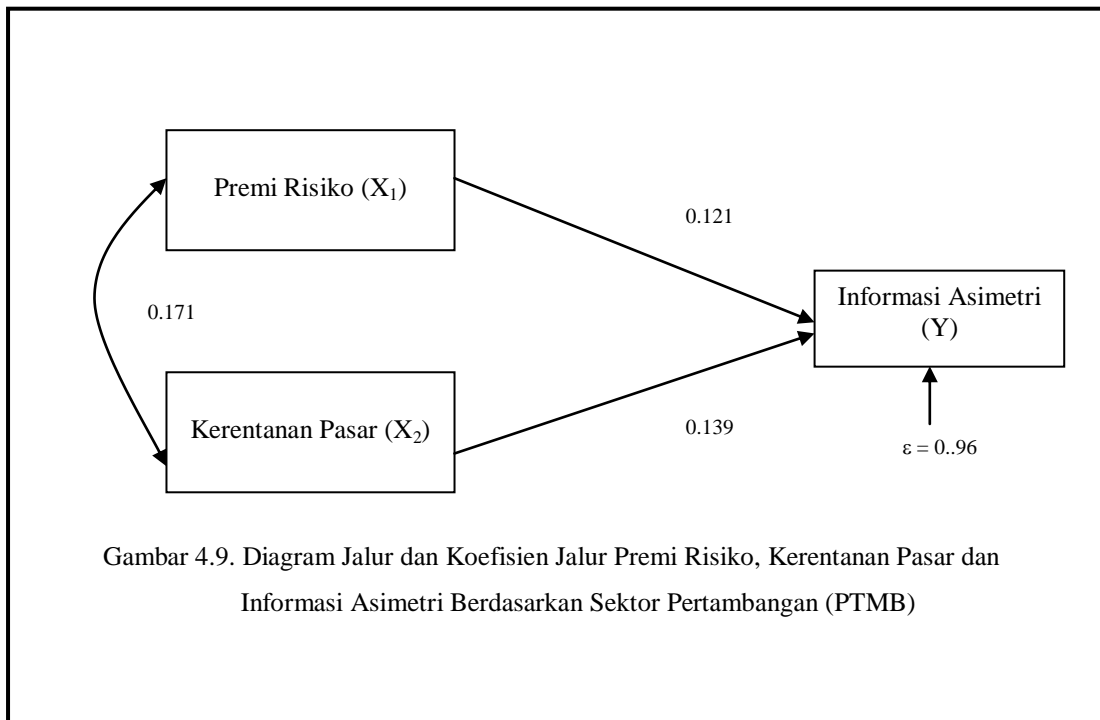 Premi Risiko (X₁)
0.121
Informasi Asimetri
(Y)
0.171
Kerentanan Pasar (X₂)
0.139
ε = 0..96
Gambar 4.9. Diagram Jalur dan Koefisien Jalur Premi Risiko, Kerentanan Pasar dan
Informasi Asimetri Berdasarkan Sektor Pertambangan (PTMB)